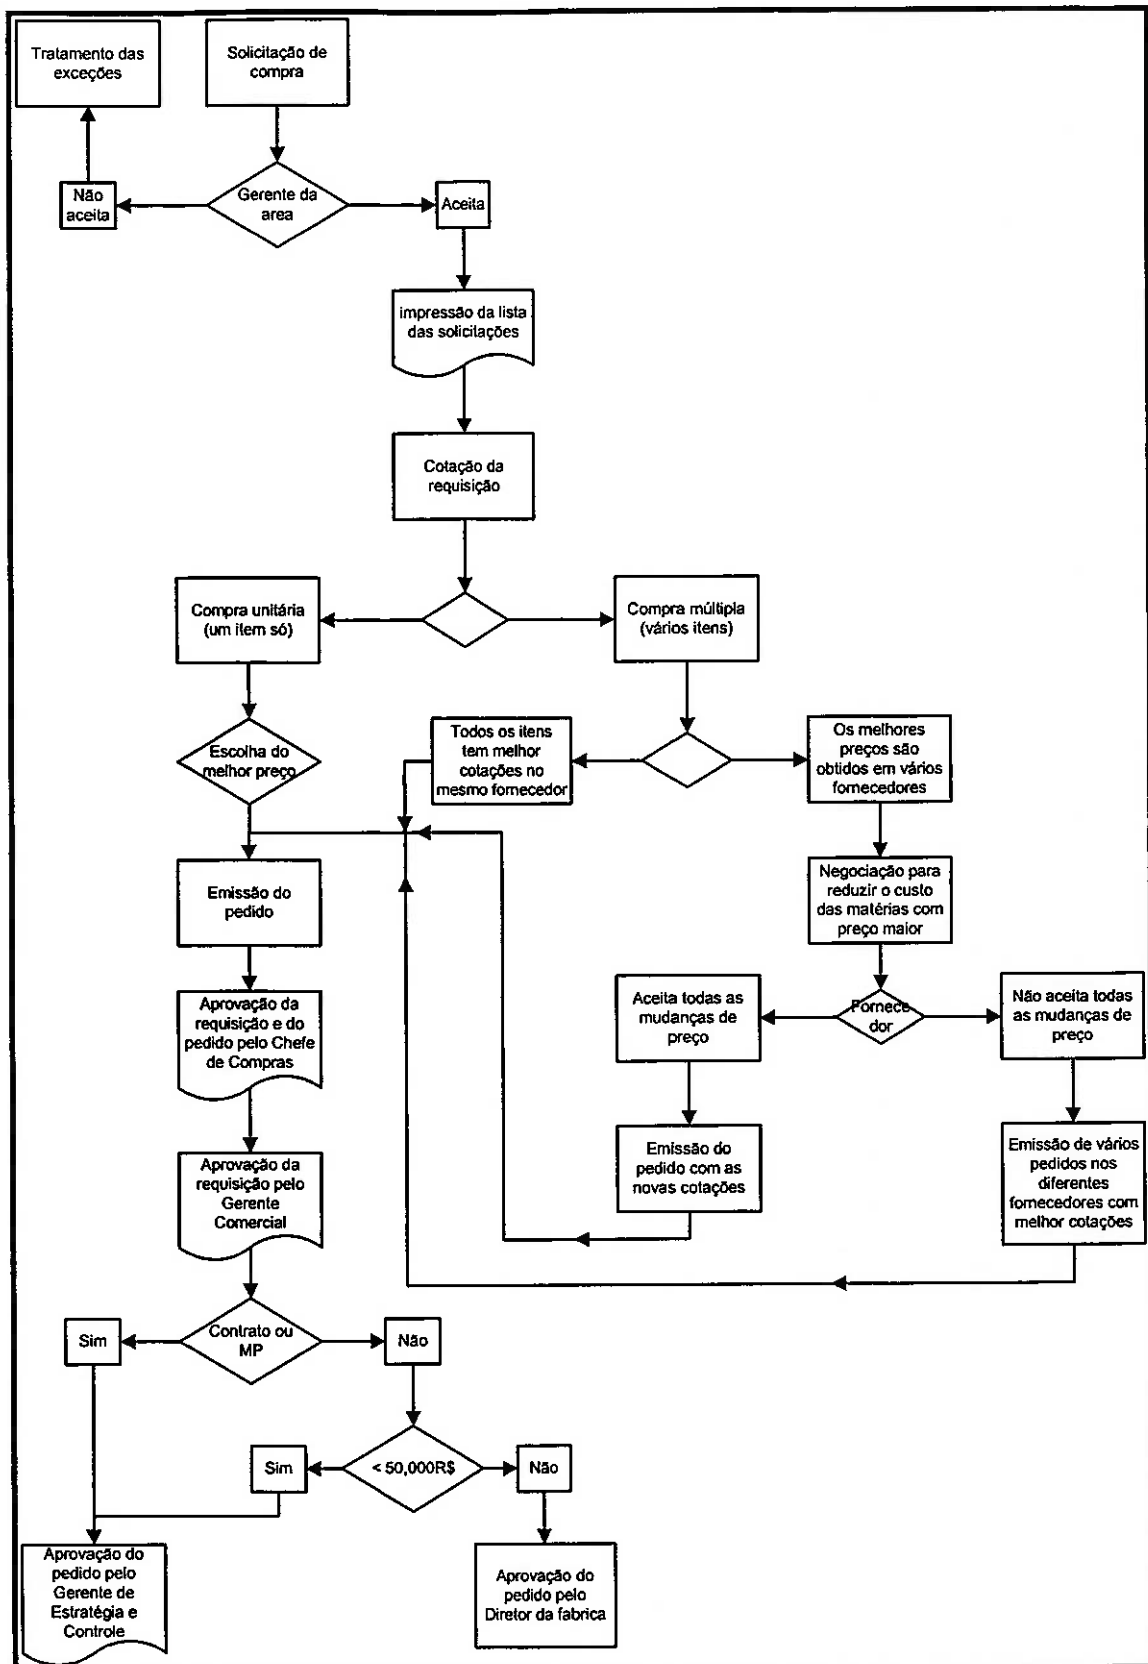 Tratamento das
exceções
Solicitação de
compra
Não
aceita
Gerente da
area
Aceita
impressão da lista
das solicitações
Cotação da
requisição
Compra unitária
(um item só)
Compra múltipla
(vários itens)
Escolha do
melhor preço
Todos os itens
tem melhor
cotações no
mesmo fornecedor
Os melhores
preços são
obtidos em vários
fornecedores
Emissão do
pedido
Negociação para
reduzir o custo
das matérias com
preço maior
Aprovação da
requisição e do
pedido pelo Chefe
de Compras
Aceita todas as
mudanças de
preço
Fornece
dor
Não aceita todas
as mudanças de
preço
Aprovação da
requisição pelo
Gerente
Comercial
Emissão do
pedido com as
novas cotações
Emissão de vários
pedidos nos
diferentes
fornecedores com
melhor cotações
Sim
Contrato ou
MP
Não
Sim
< 50,000R$
Não
Aprovação do
pedido pelo
Gerente de
Estratégia e
Controle
Aprovação do
pedido pelo
Diretor da fabrica